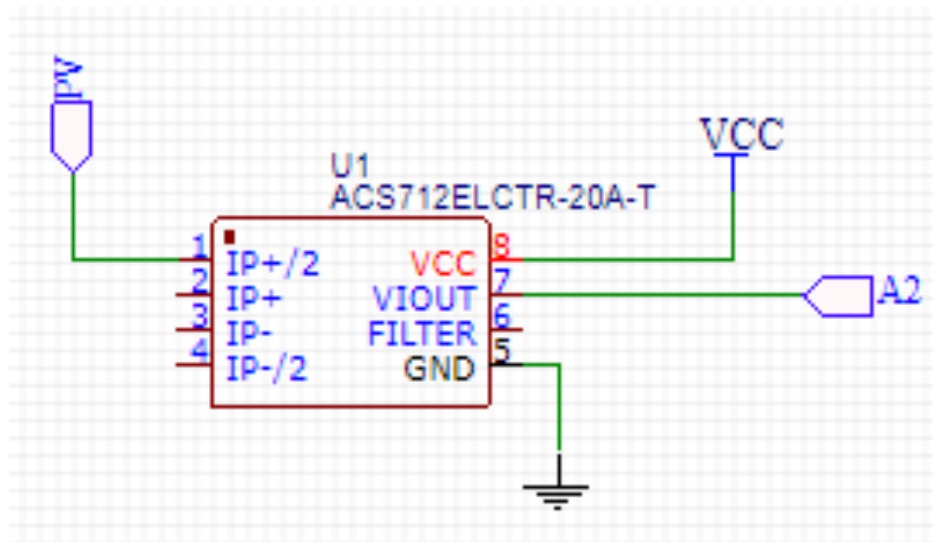 PV
VCC
U1
ACS712ELCTR-20A-T
1 IP+/2 VCC 8
2 IP+ VIOUT 7
3 IP- FILTER 6
4 IP-/2 GND 5
A2